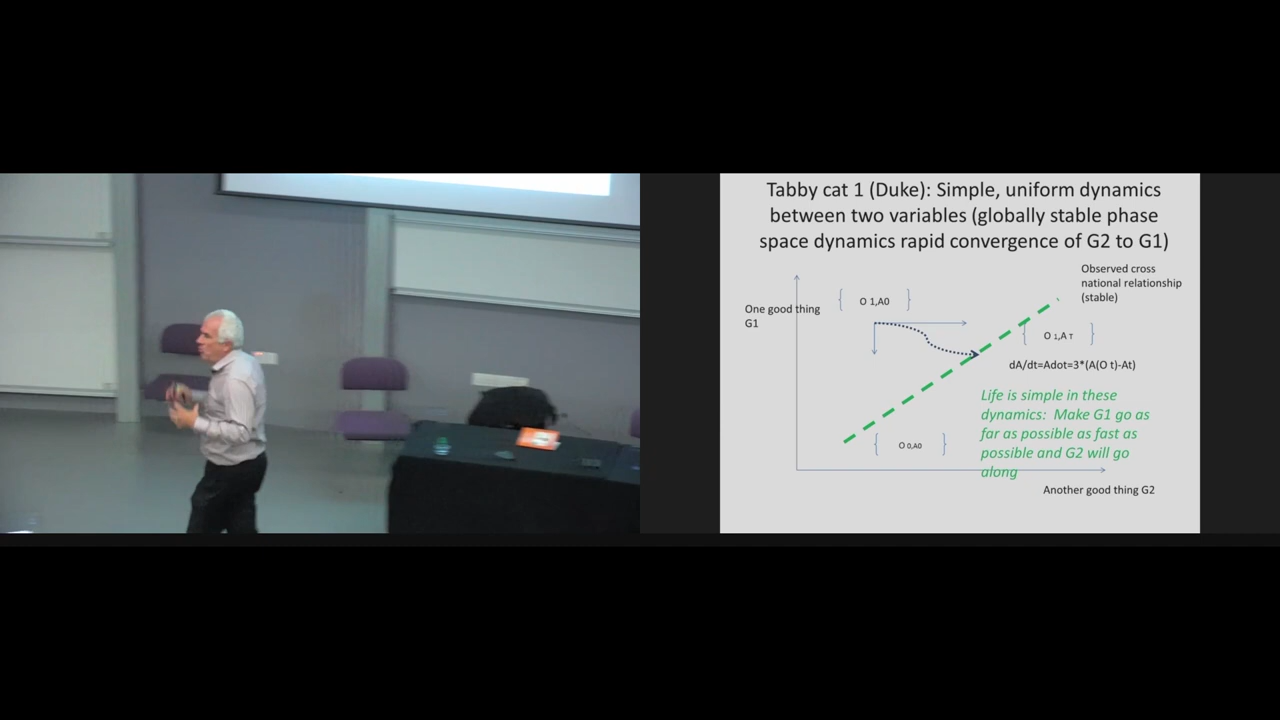 Tabby cat 1 (Duke): Simple, uniform dynamics
between two variables (globally stable phase
space dynamics rapid convergence of G2 to G1)
Observed cross
national relationship
(stable)
One good thing
G1
{ O 1,A0 }
{ O 1,A T }
dA/dt=Adot=3*(A(O t)-At)
Life is simple in these
dynamics: Make G1 go as
far as possible as fast as
possible and G2 will go
along
{ O 0,A0 }
Another good thing G2